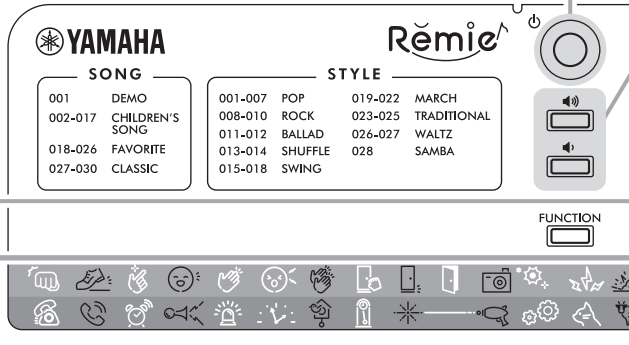 YAMAHA
Rěmie
SONG
001 DEMO
002-017 CHILDREN'S
SONG
018-026 FAVORITE
027-030 CLASSIC
STYLE
001-007 POP 019-022 MARCH
008-010 ROCK 023-025 TRADITIONAL
011-012 BALLAD 026-027 WALTZ
013-014 SHUFFLE 028 SAMBA
015-018 SWING
FUNCTION